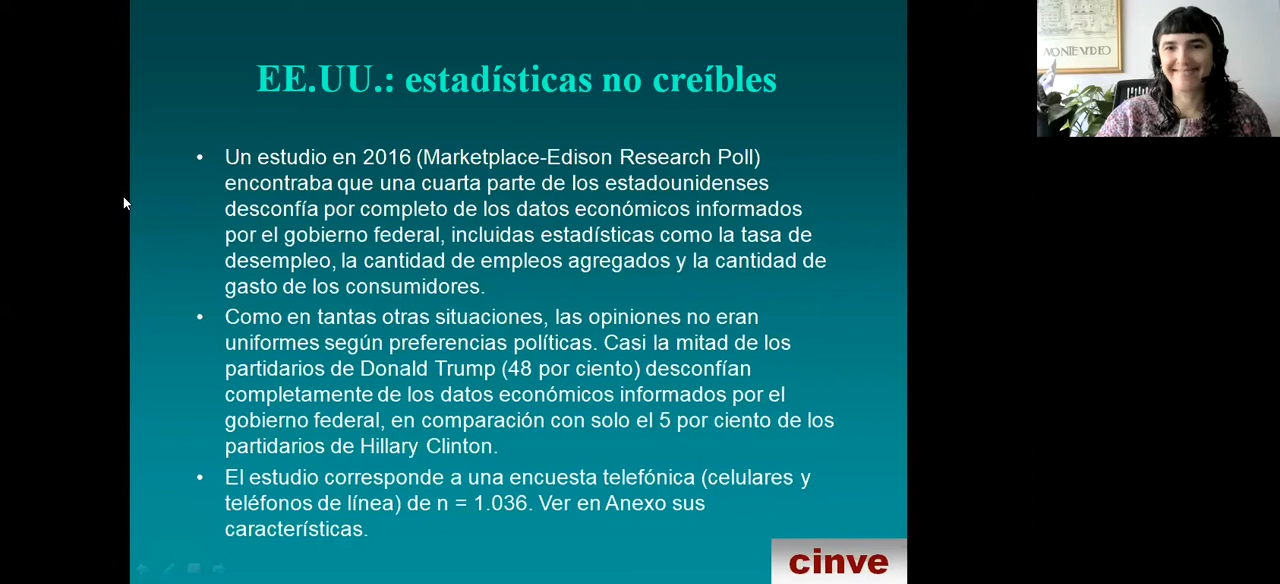 EE.UU.: estadísticas no creíbles
• Un estudio en 2016 (Marketplace-Edison Research Poll)
encontraba que una cuarta parte de los estadounidenses
desconfía por completo de los datos económicos informados
por el gobierno federal, incluidas estadísticas como la tasa de
desempleo, la cantidad de empleos agregados y la cantidad de
gasto de los consumidores.
• Como en tantas otras situaciones, las opiniones no eran
uniformes según preferencias políticas. Casi la mitad de los
partidarios de Donald Trump (48 por ciento) desconfían
completamente de los datos económicos informados por el
gobierno federal, en comparación con solo el 5 por ciento de los
partidarios de Hillary Clinton.
• El estudio corresponde a una encuesta telefónica (celulares y
teléfonos de línea) de n = 1.036. Ver en Anexo sus
características.
cinve
MONTEVIDEO